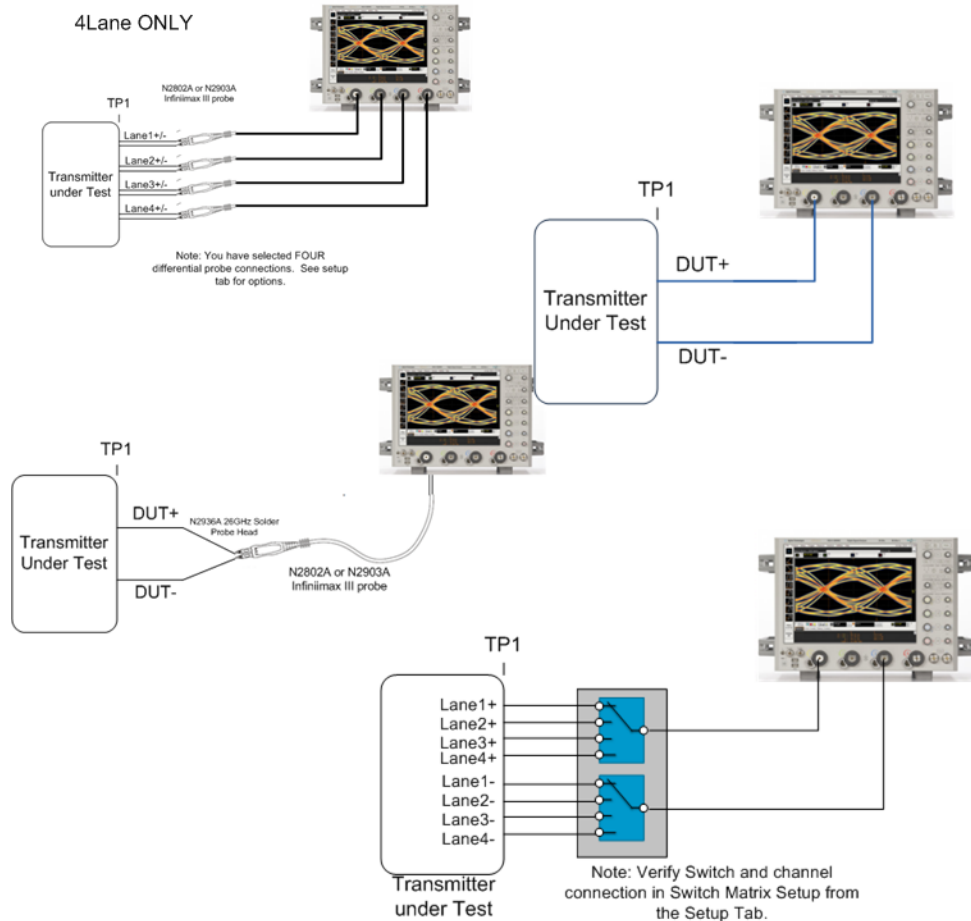 4Lane ONLY
N2802A or N2903A
Infiniimax III probe
TP1
Lane1+/-
Lane2+/-
Lane3+/-
Lane4+/-
Transmitter
under Test
Note: You have selected FOUR
differential probe connections. See setup
tab for options.
TP1
DUT+
Transmitter
Under Test
DUT-
TP1
DUT+
N2936A 26GHz Solder
Probe Head
Transmitter
Under Test
DUT-
N2802A or N2903A
Infiniimax III probe
TP1
Lane1+
Lane2+
Lane3+
Lane4+
Lane1-
Lane2-
Lane3-
Lane4-
Transmitter
under Test
Note: Verify Switch and channel
connection in Switch Matrix Setup from
the Setup Tab.